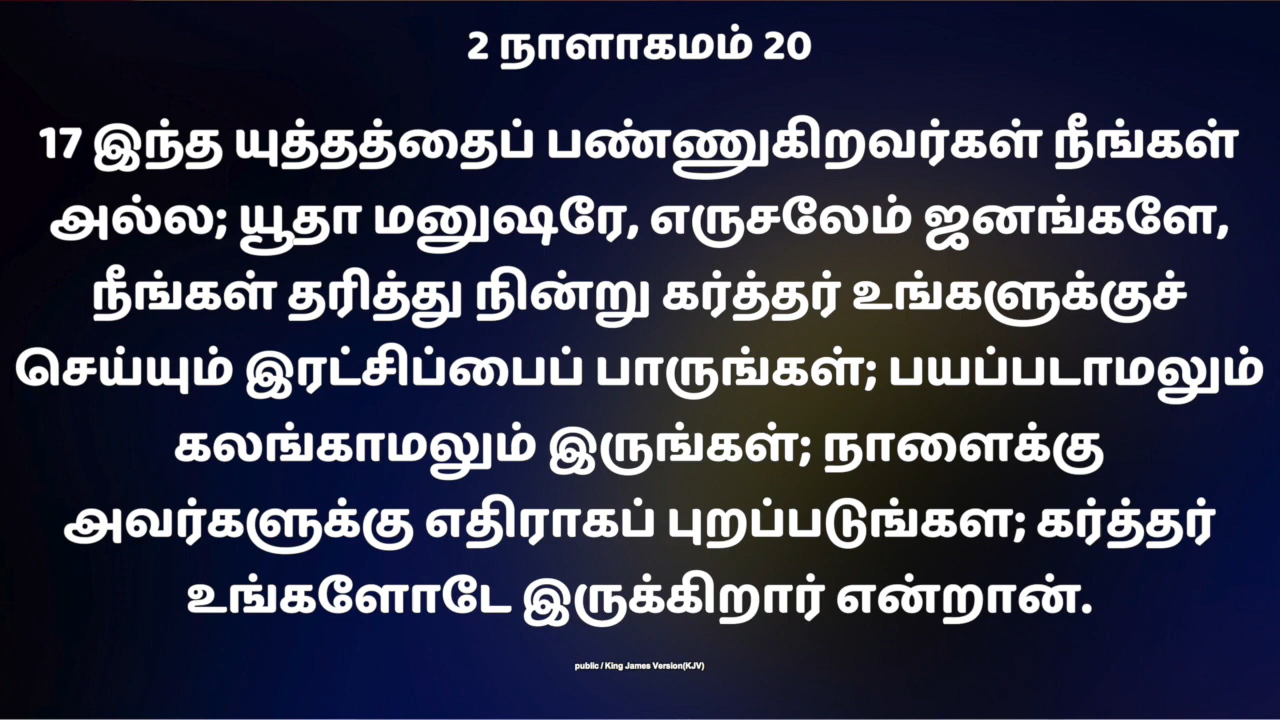 2 நாளாகமம் 20
17 இந்த யுத்தத்தைப் பண்ணுகிறவர்கள் நீங்கள்
அல்ல; யூதா மனுஷரே, எருசலேம் ஜனங்களே,
நீங்கள் தரித்து நின்று கர்த்தர் உங்களுக்குச்
செய்யும் இரட்சிப்பைப் பாருங்கள்; பயப்படாமலும்
கலங்காமலும் இருங்கள்; நாளைக்கு
அவர்களுக்கு எதிராகப் புறப்படுங்கள; கர்த்தர்
உங்களோடே இருக்கிறார் என்றான்.
public / King James Version(KJV)